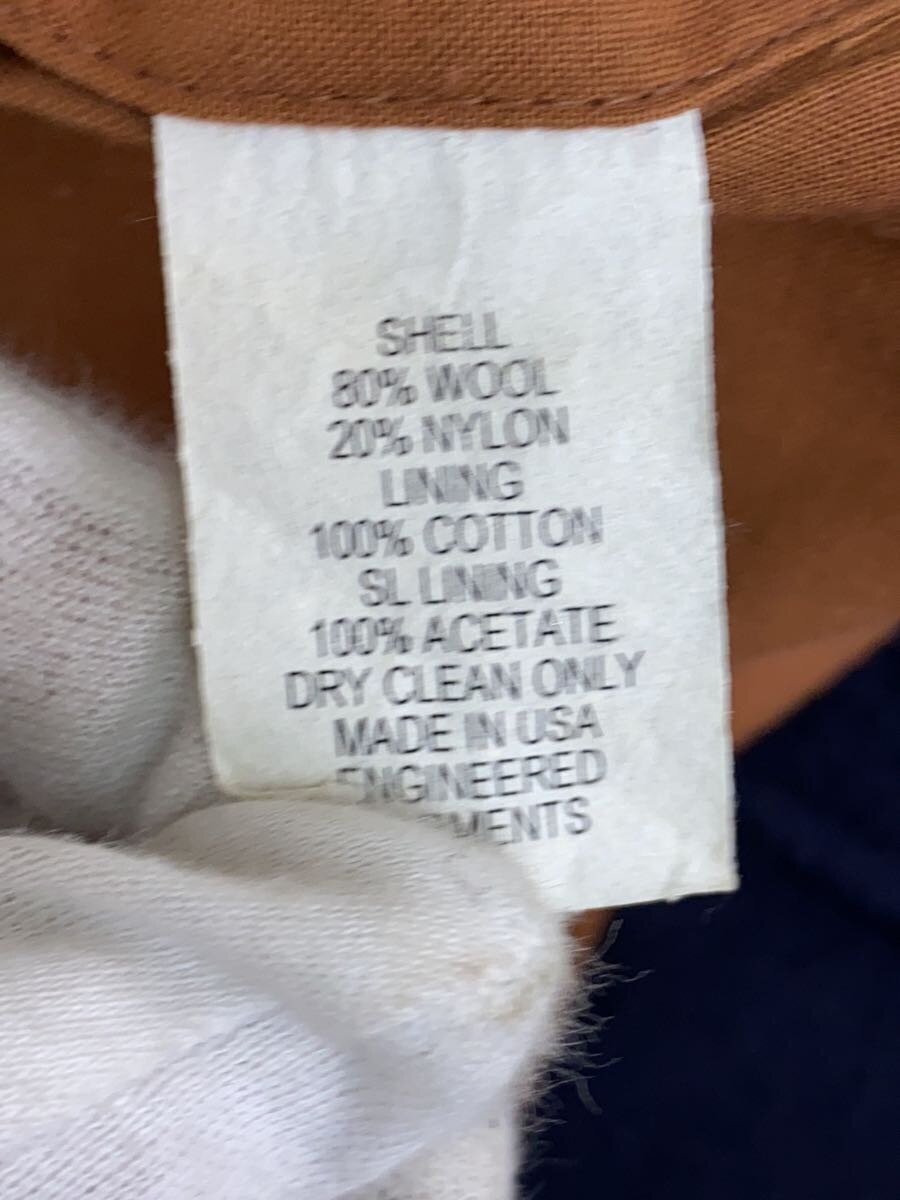 SHELL
80% WOOL
20% NYLON
LINING
100% COTTON
SL LINING
100% ACETATE
DRY CLEAN ONLY
MADE IN USA
ENGINEERED